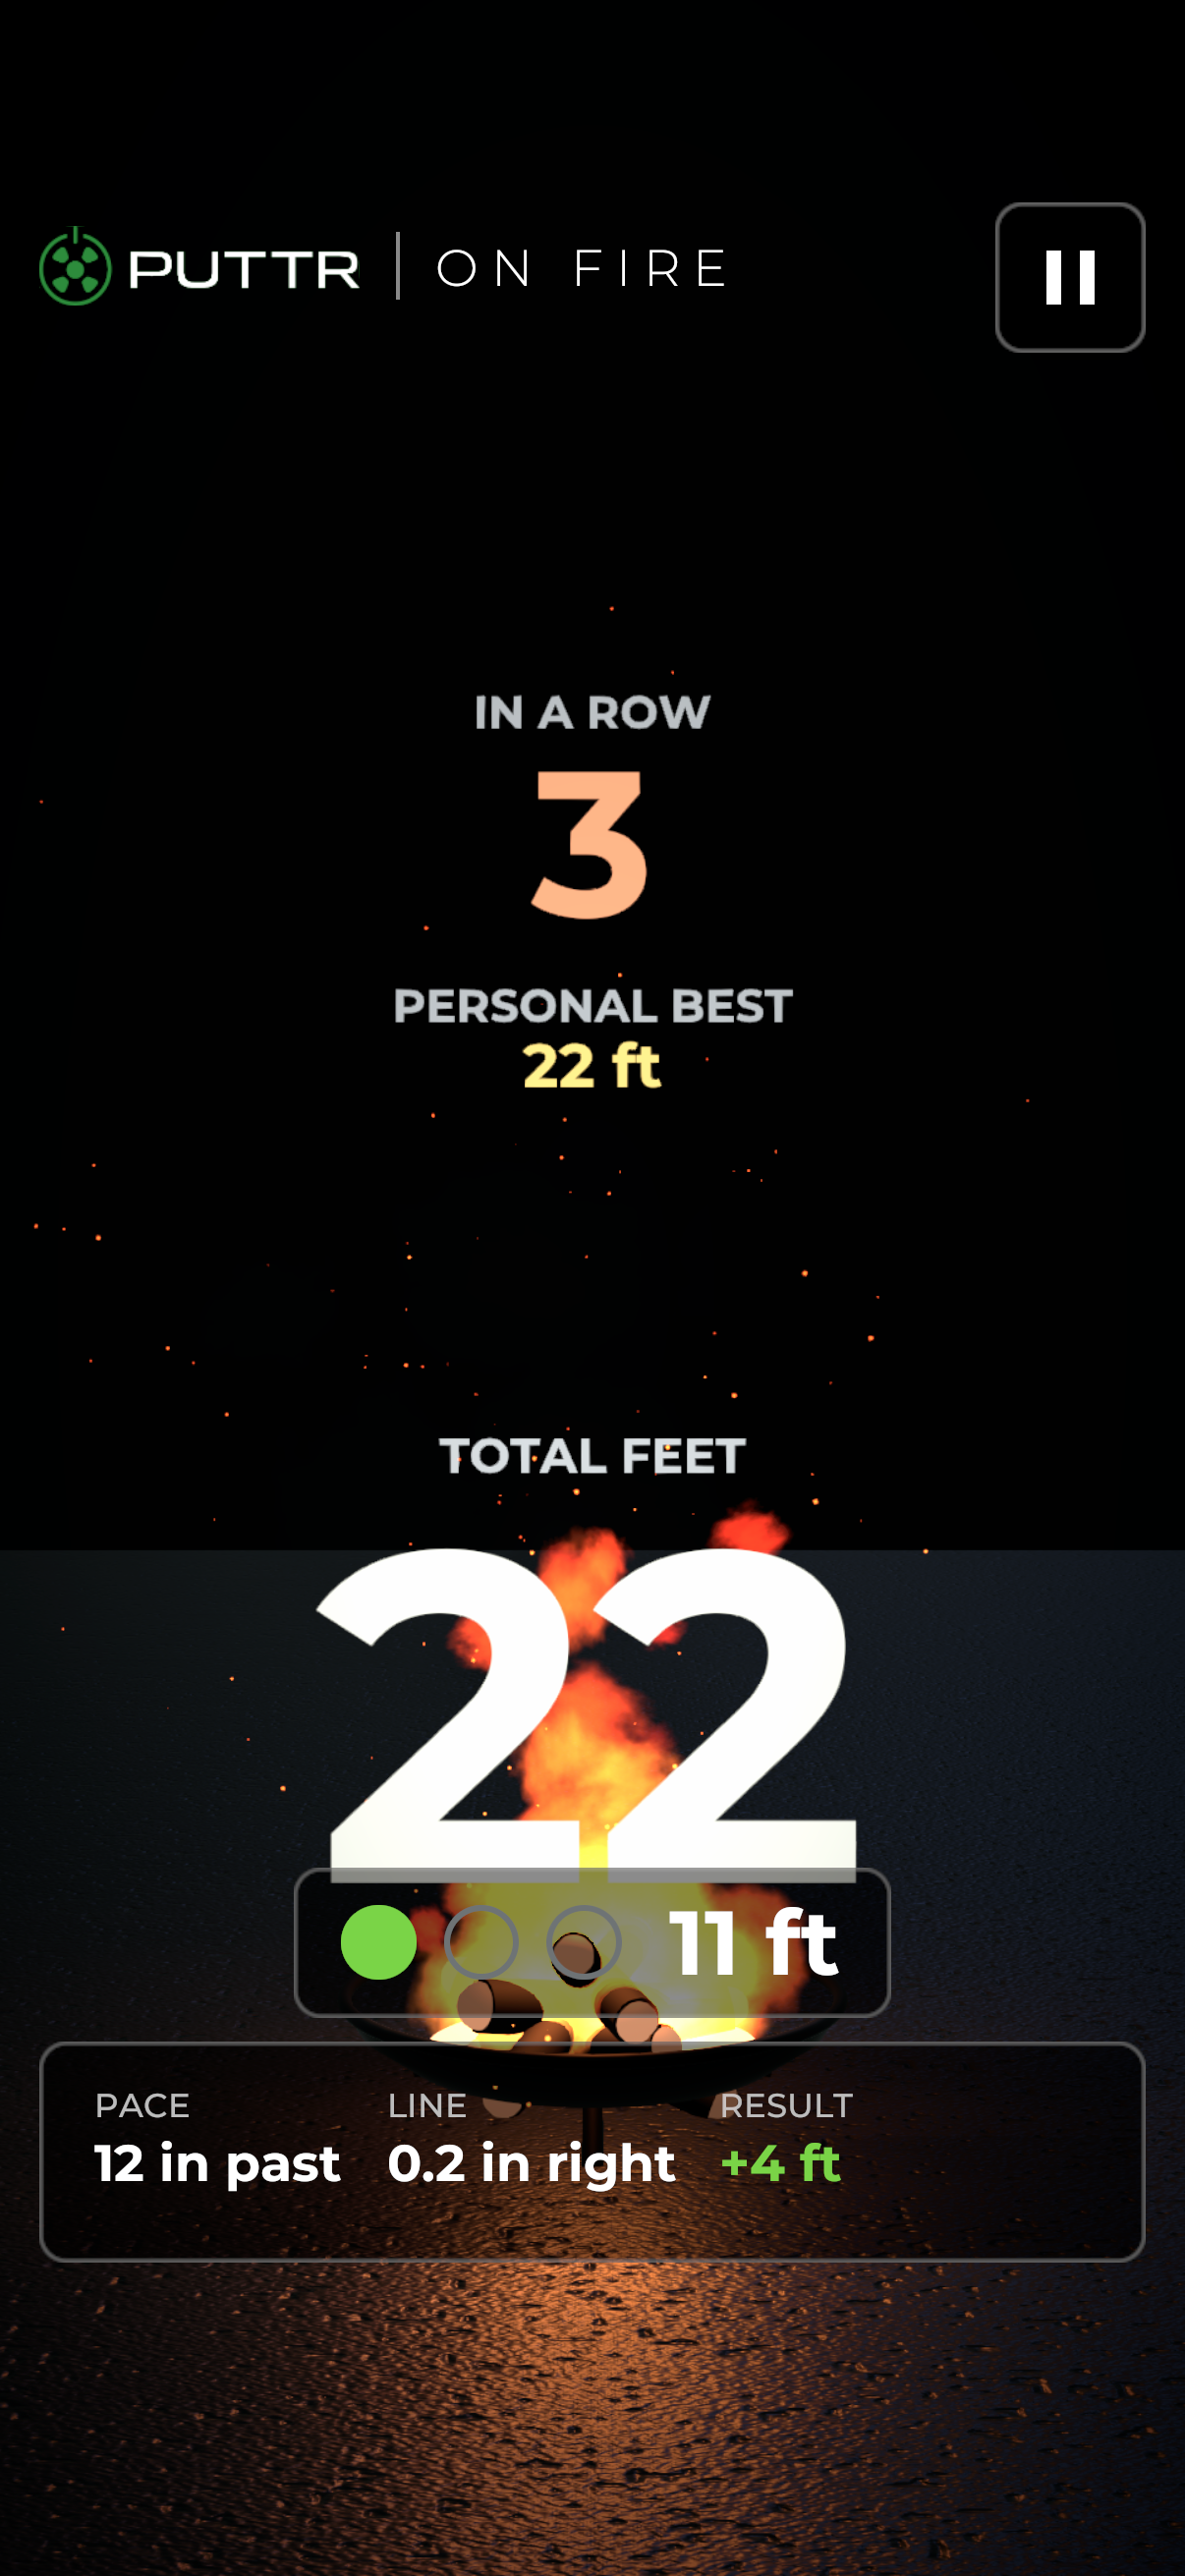 PUTTR | ON FIRE
IN A ROW
3
PERSONAL BEST
22 ft
TOTAL FEET
22
11 ft
PACE LINE RESULT
12 in past 0.2 in right +4 ft